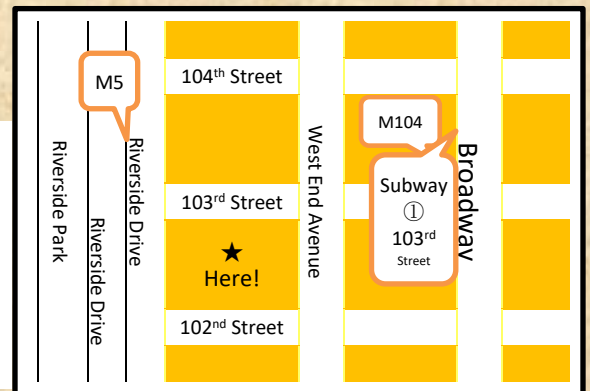 104th Street
M5
M104
Riverside Park
Riverside Drive
Riverside Drive
West End Avenue
Broadway
Subway
①
103rd
Street
103rd Street
★
Here!
102nd Street